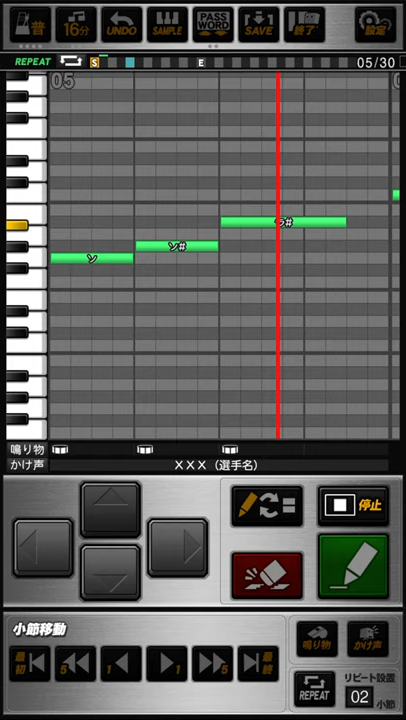 普 16分 UNDO SAMPLE PASS WORD SAVE 終了 設定
REPEAT S E 05/30
05
ラ#
ソ#
ソ
鳴り物
かけ声 XXX（選手名）
停止
小節移動
鳴り物 かけ声
最初 5 1 1 5 最終
リピート設置
REPEAT 02 小節